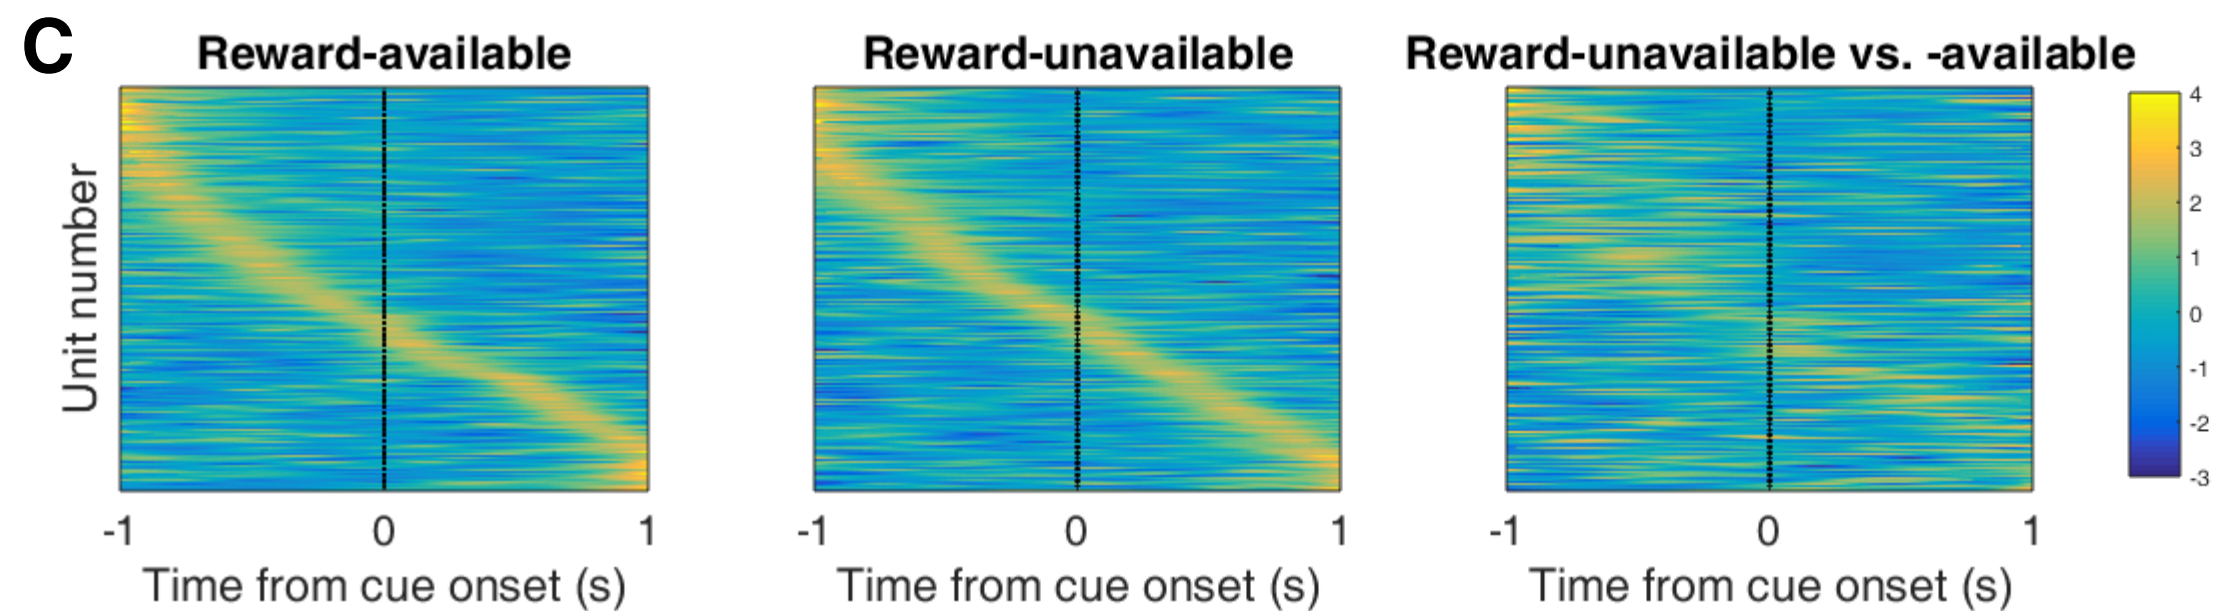 C
Reward-available
Reward-unavailable
Reward-unavailable vs. -available
Unit number
4
3
2
1
0
-1
-2
-3
-1 0 1
-1 0 1
-1 0 1
Time from cue onset (s)
Time from cue onset (s)
Time from cue onset (s)